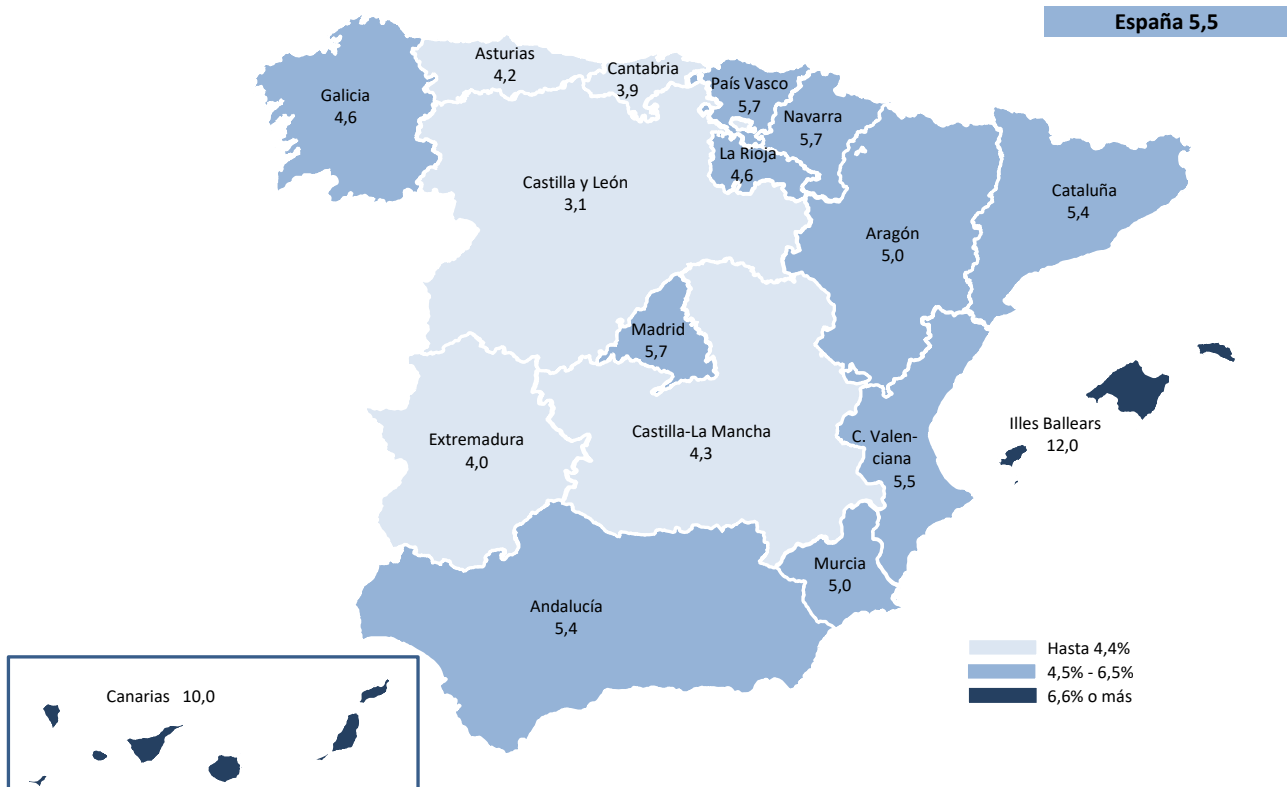 España 5,5
Asturias
4,2
Cantabria
3,9
País Vasco
5,7
Galicia
4,6
Navarra
5,7
La Rioja
4,6
Castilla y León
3,1
Cataluña
5,4
Aragón
5,0
Madrid
5,7
Illes Ballears
12,0
Castilla-La Mancha
4,3
C. Valen-
ciana
5,5
Extremadura
4,0
Murcia
5,0
Andalucía
5,4
Hasta 4,4%
4,5% - 6,5%
6,6% o más
Canarias 10,0